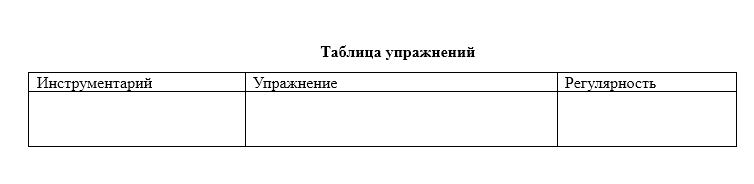 Таблица упражнений
Инструментарий Упражнение Регулярность